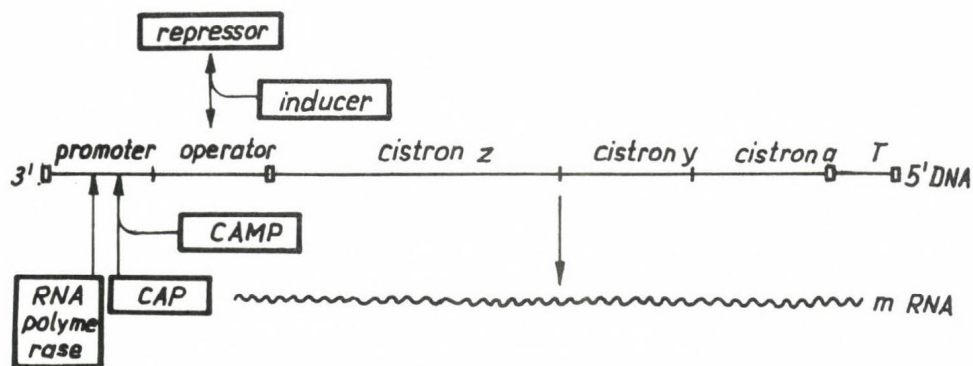 repressor
inducer
promoter operator cistron z cistron y cistron a T
3' 5' DNA
CAMP
RNA
polyme
rase
CAP
m RNA